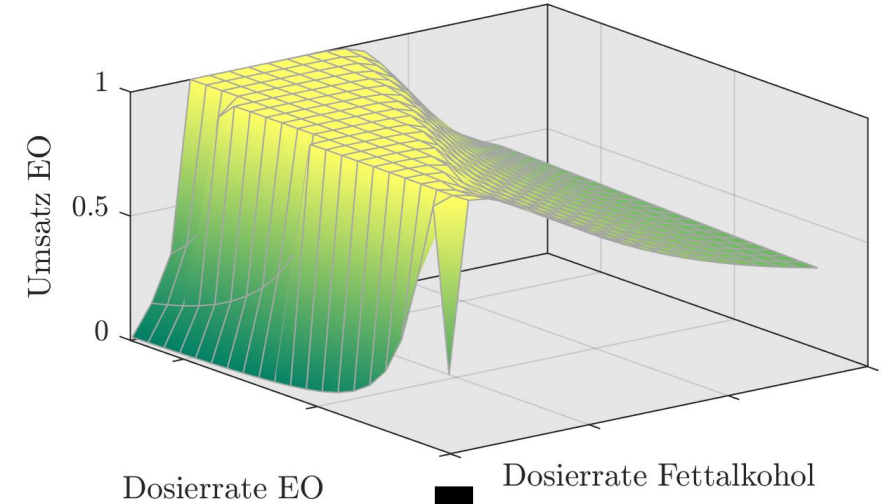 1
0.5
0
Umsatz EO
Dosierrate EO
Dosierrate Fettalkohol